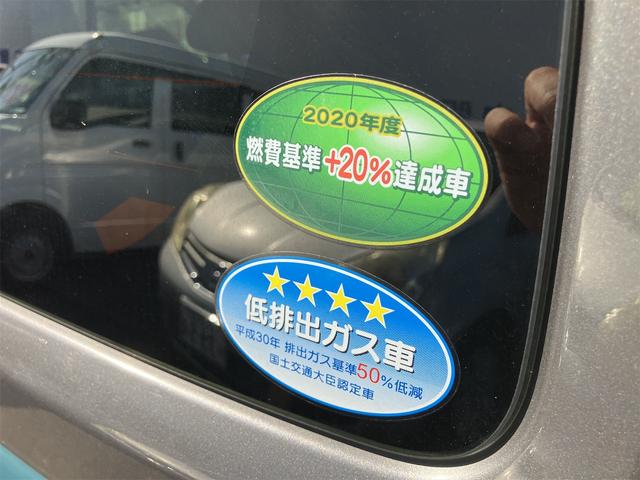 2020年度
燃費基準+20%達成車
★★★★
低排出ガス車
平成30年 排出ガス基準50%低減
国土交通大臣認定車